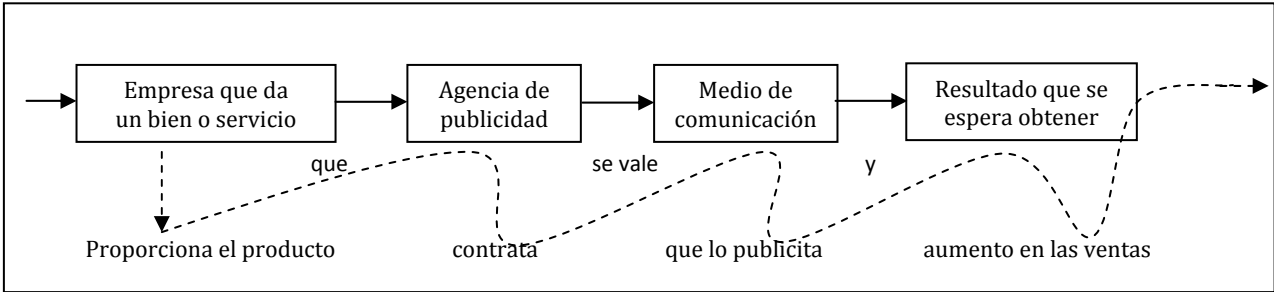 Empresa que da
un bien o servicio
Agencia de
publicidad
Medio de
comunicación
Resultado que se
espera obtener
que
se vale
y
Proporciona el producto
contrata
que lo publicita
aumento en las ventas